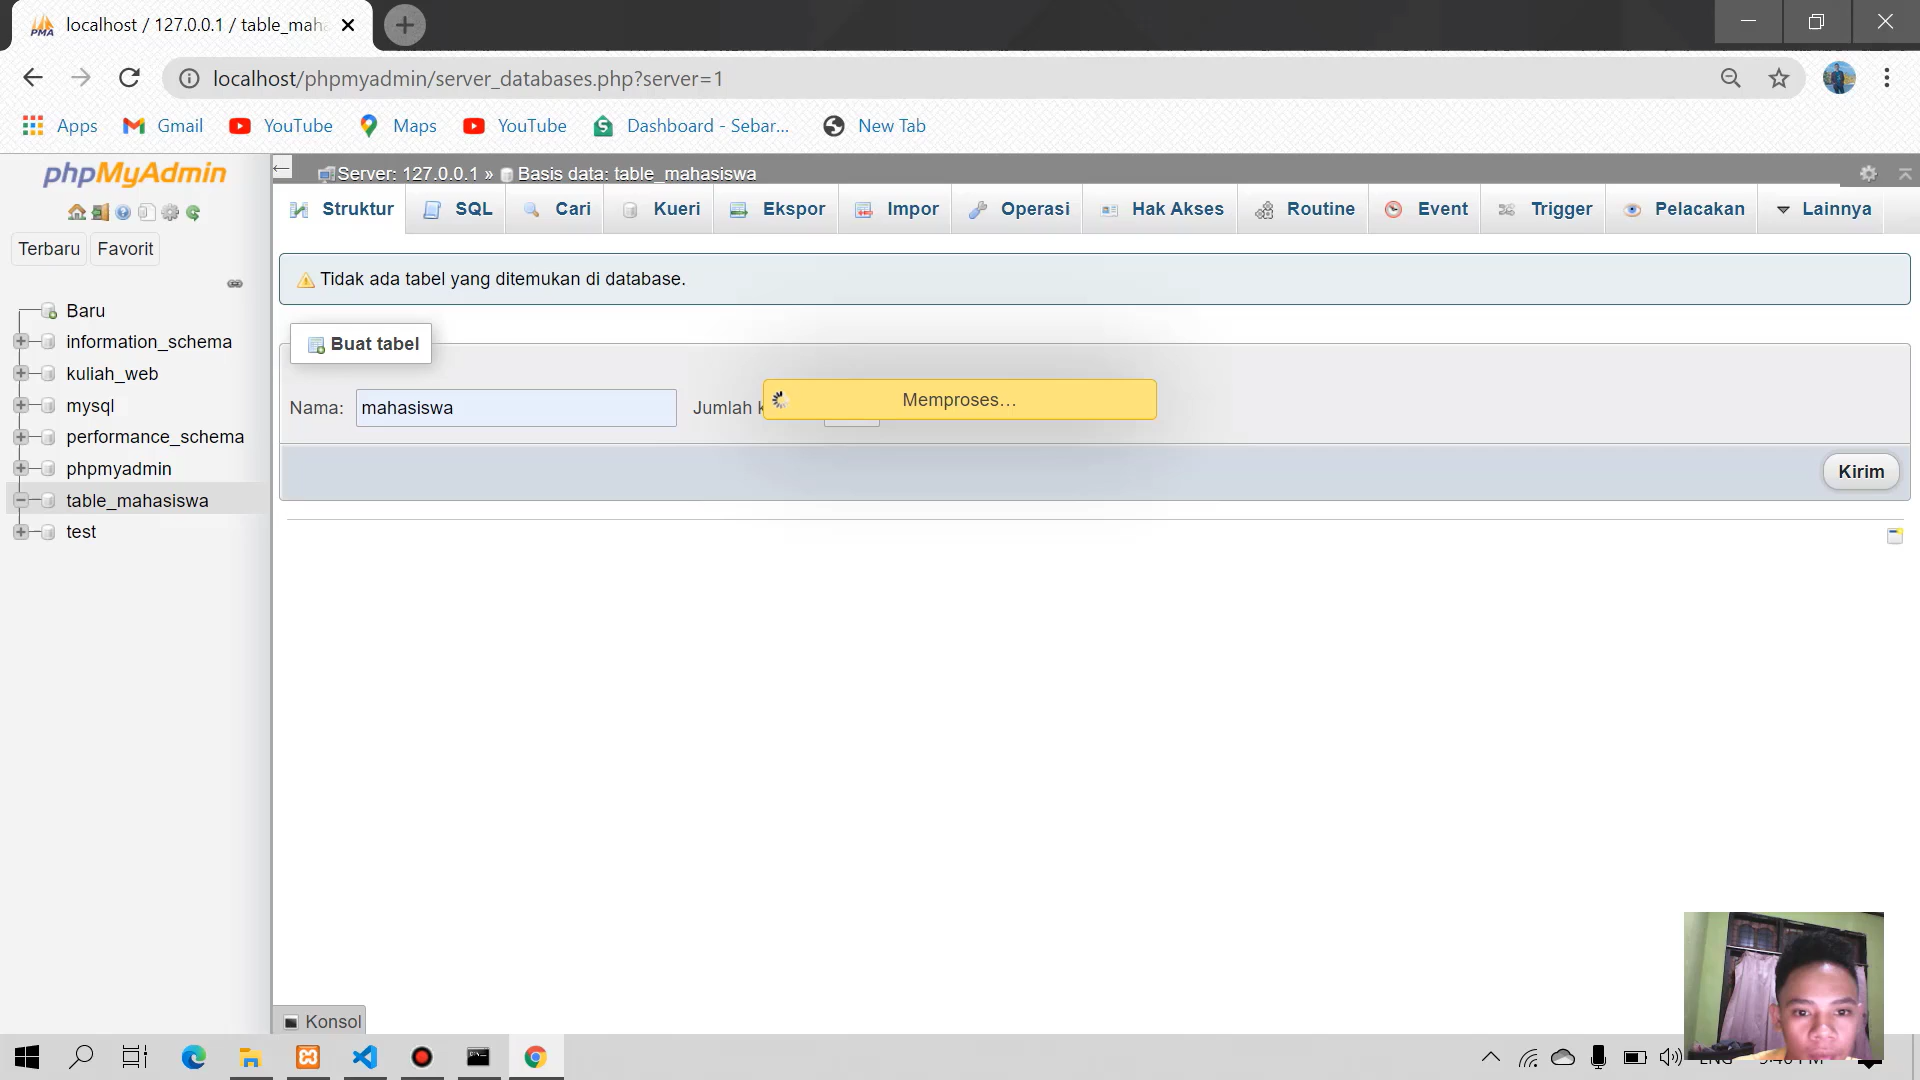 localhost / 127.0.0.1 / table_maha
localhost/phpmyadmin/server_databases.php?server=1
Apps Gmail YouTube Maps YouTube Dashboard - Sebar... New Tab
phpMyAdmin
Server: 127.0.0.1 » Basis data: table_mahasiswa
Struktur SQL Cari Kueri Ekspor Impor Operasi Hak Akses Routine Event Trigger Pelacakan Lainnya
Terbaru Favorit
Tidak ada tabel yang ditemukan di database.
Baru
information_schema
kuliah_web
mysql
performance_schema
phpmyadmin
table_mahasiswa
test
Buat tabel
Nama: mahasiswa Jumlah
Memproses...
Kirim
Konsol